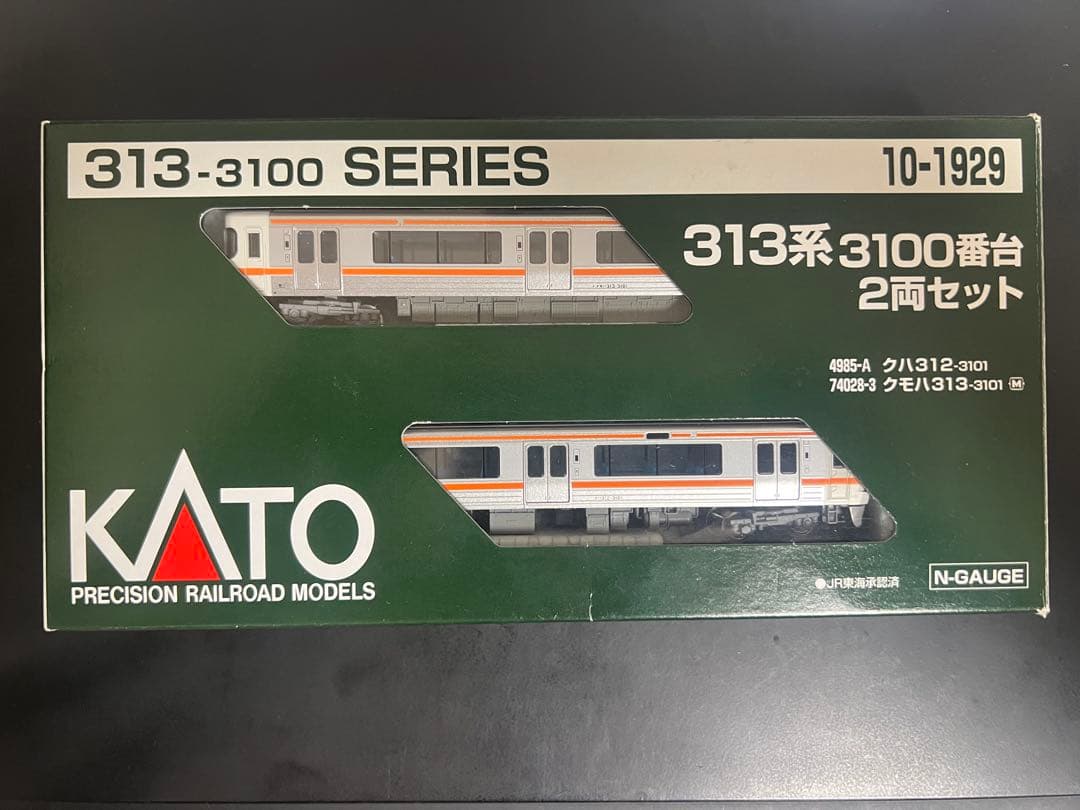 313-3100 SERIES
10-1929
313系3100番台
2両セット
4985-A クハ312-3101
74028-3 クモハ313-3101 M
KATO
PRECISION RAILROAD MODELS
●JR東海承認済
N-GAUGE